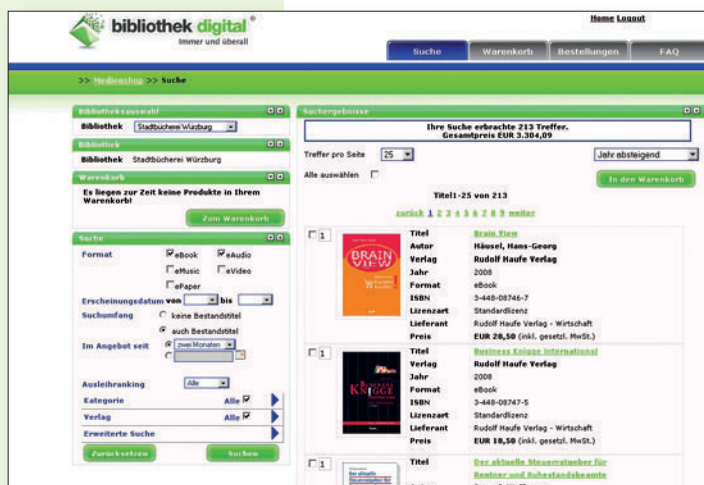 bibliothek digital
Immer und überall
Home Logout
Suche Warenkorb Bestellungen FAQ
>> Medienshop >> Suche
Bibliotheksauswahl
Bibliothek Stadtbücherei Würzburg
Bibliothek
Bibliothek Stadtbücherei Würzburg
Warenkorb
Es liegen zur Zeit keine Produkte in Ihrem
Warenkorb!
Zum Warenkorb
Suche
Format eBook eAudio
eMusic eVideo
ePaper
Erscheinungsdatum von bis
Suchumfang keine Bestandstitel
auch Bestandstitel
Im Angebot seit zwei Monaten
Ausleihranking Alle
Kategorie Alle
Verlag Alle
Erweiterte Suche
Zurücksetzen Suchen
Suchergebnisse
Ihre Suche erbrachte 213 Treffer.
Gesamtpreis EUR 3.304,09
Treffer pro Seite 25 Jahr absteigend
Alle auswählen In den Warenkorb
Titel1-25 von 213
zurück 1 2 3 4 5 6 7 8 9 weiter
1
BRAIN
VIEW
Titel Brain View
Autor Häusel, Hans-Georg
Verlag Rudolf Haufe Verlag
Jahr 2008
Format eBook
ISBN 3-448-08746-7
Lizenzart Standardlizenz
Lieferant Rudolf Haufe Verlag - Wirtschaft
Preis EUR 28,50 (inkl. gesetzl. MwSt.)
1
BUSINESS
KNIGGE
Titel Business Knigge international
Verlag Rudolf Haufe Verlag
Jahr 2008
Format eBook
ISBN 3-448-08747-5
Lizenzart Standardlizenz
Lieferant Rudolf Haufe Verlag - Wirtschaft
Preis EUR 18,50 (inkl. gesetzl. MwSt.)
1
Der aktuelle
Steuerratgeber für
Titel Der aktuelle Steuerratgeber für
Rentner und Ruhestandsbeamte